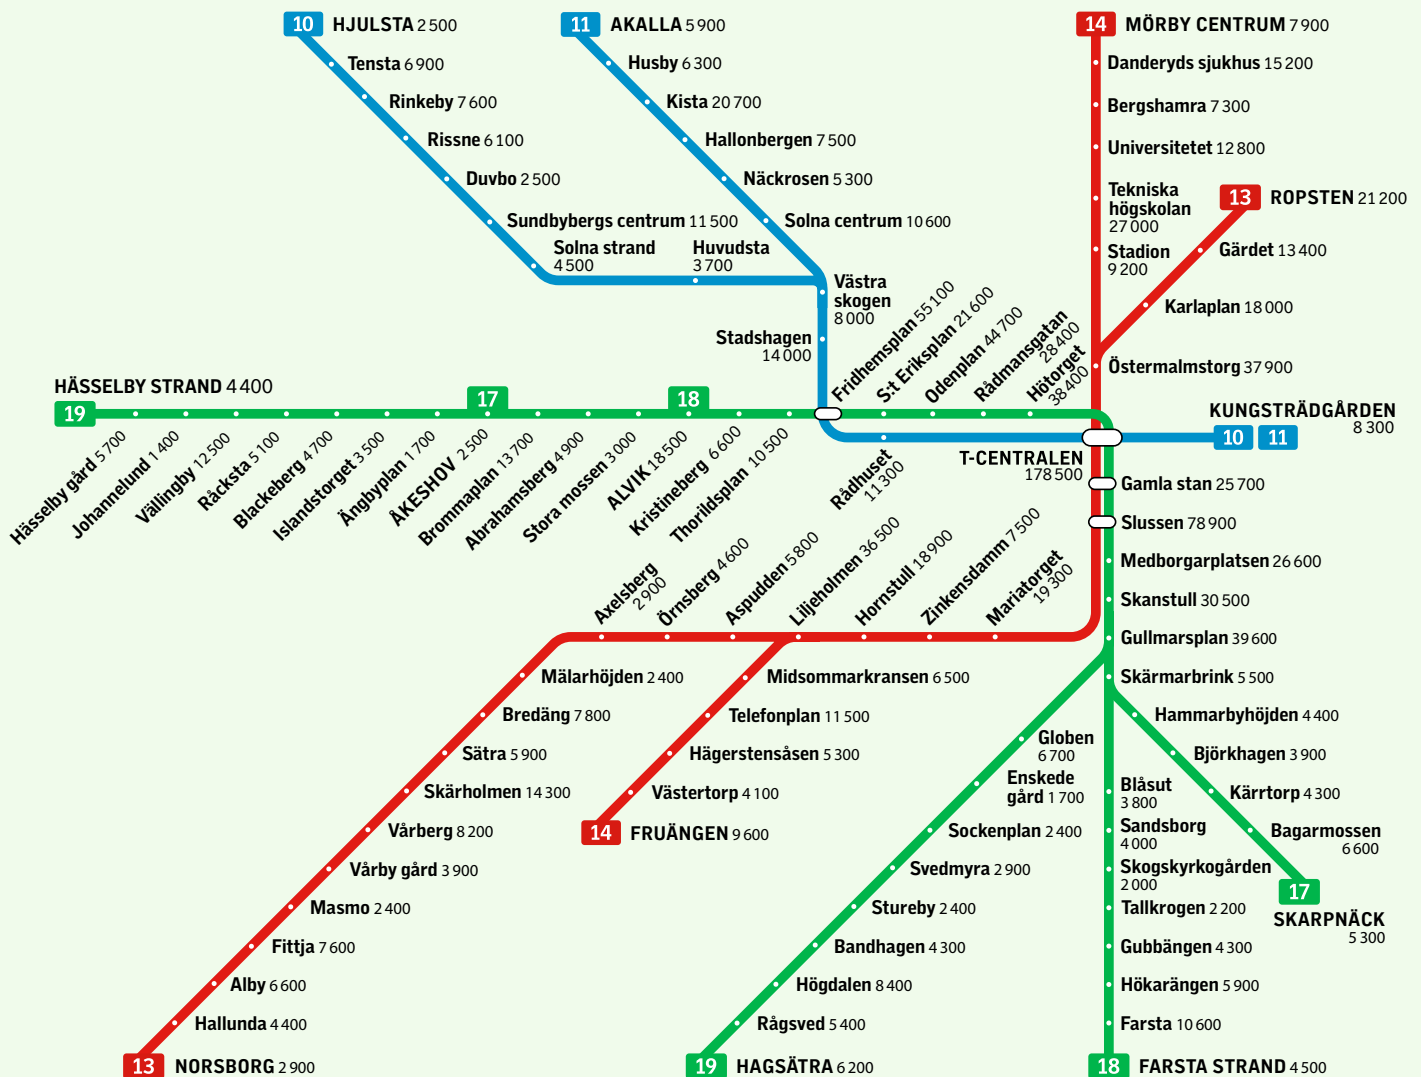 10 HJULSTA 2 500
Tensta 6 900
Rinkeby 7 600
Rissne 6 100
Duvbo 2 500
Sundbybergs centrum 11 500
Solna strand
4 500
Huvudsta
3 700
11 AKALLA 5 900
Husby 6 300
Kista 20 700
Hallonbergen 7 500
Näckrosen 5 300
Solna centrum 10 600
Västra
skogen
8 000
Stadshagen
14 000
14 MÖRBY CENTRUM 7 900
Danderyds sjukhus 15 200
Bergshamra 7 300
Universitetet 12 800
Tekniska
högskolan
27 000
Stadion
9 200
13 ROPSTEN 21 200
Gärdet 13 400
Karlaplan 18 000
Östermalmstorg 37 900
HÄSSELBY STRAND 4 400
19
17
18
Hässelby gård 5 700
Johannelund 1 400
Vällingby 12 500
Råcksta 5 100
Blackeberg 4 700
Islandstorget 3 500
Ängbyplan 1 700
ÅKESHOV 2 500
Brommaplan 13 700
Abrahamsberg 4 900
Stora mossen 3 000
ALVIK 18 500
Kristineberg 6 600
Thorildsplan 10 500
Fridhemsplan 55 100
S:t Eriksplan 21 600
Odenplan 44 700
Rådmansgatan
28 400
Hötorget
38 400
Rådhuset
11 300
KUNGSTRÄDGÅRDEN
8 300
10 11
T-CENTRALEN
178 500
Gamla stan 25 700
Slussen 78 900
Medborgarplatsen 26 600
Skanstull 30 500
Gullmarsplan 39 600
Skärmarbrink 5 500
Axelsberg
2 900
Örnsberg 4 600
Aspudden 5 800
Liljeholmen 36 500
Hornstull 18 900
Zinkensdamm 7 500
Mariatorget
19 300
Mälarhöjden 2 400
Bredäng 7 800
Sätra 5 900
Skärholmen 14 300
Vårberg 8 200
Vårby gård 3 900
Masmo 2 400
Fittja 7 600
Alby 6 600
Hallunda 4 400
13 NORSBORG 2 900
Midsommarkransen 6 500
Telefonplan 11 500
Hägerstensåsen 5 300
Västertorp 4 100
14 FRUÄNGEN 9 600
Globen
6 700
Enskede
gård 1 700
Sockenplan 2 400
Svedmyra 2 900
Stureby 2 400
Bandhagen 4 300
Högdalen 8 400
Rågsved 5 400
19 HAGSÄTRA 6 200
Blåsut
3 800
Sandsborg
4 000
Skogskyrkogården
2 000
Tallkrogen 2 200
Gubbängen 4 300
Hökarängen 5 900
Farsta 10 600
18 FARSTA STRAND 4 500
Hammarbyhöjden 4 400
Björkhagen 3 900
Kärrtorp 4 300
Bagarmossen
6 600
17
SKARPNÄCK
5 300